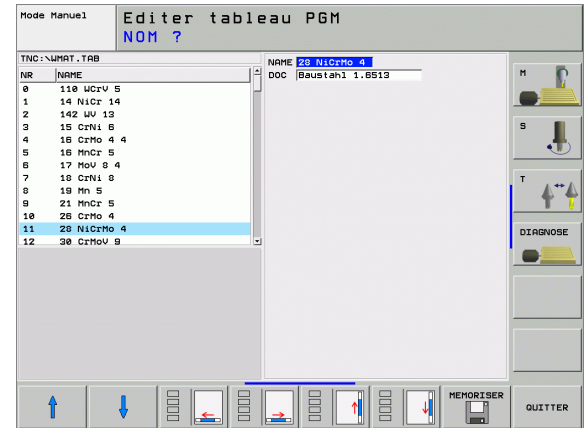 Mode Manuel
Editer tableau PGM
NOM ?
TNC:\WMAT.TAB
NR NAME
0 110 WCrV 5
1 14 NiCr 14
2 142 WV 13
3 15 CrNi 6
4 16 CrMo 4 4
5 16 MnCr 5
6 17 MoV 8 4
7 18 CrNi 8
8 19 Mn 5
9 21 MnCr 5
10 26 CrMo 4
11 28 NiCrMo 4
12 30 CrMoV 9
NAME 28 NiCrMo 4
DOC Baustahl 1.6513
M
S
T
DIAGNOSE
MEMORISER
QUITTER